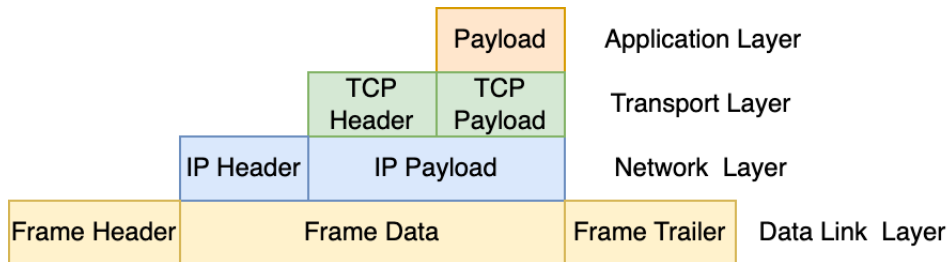 Payload
Application Layer
TCP
Header
TCP
Payload
Transport Layer
IP Header
IP Payload
Network Layer
Frame Header
Frame Data
Frame Trailer
Data Link Layer